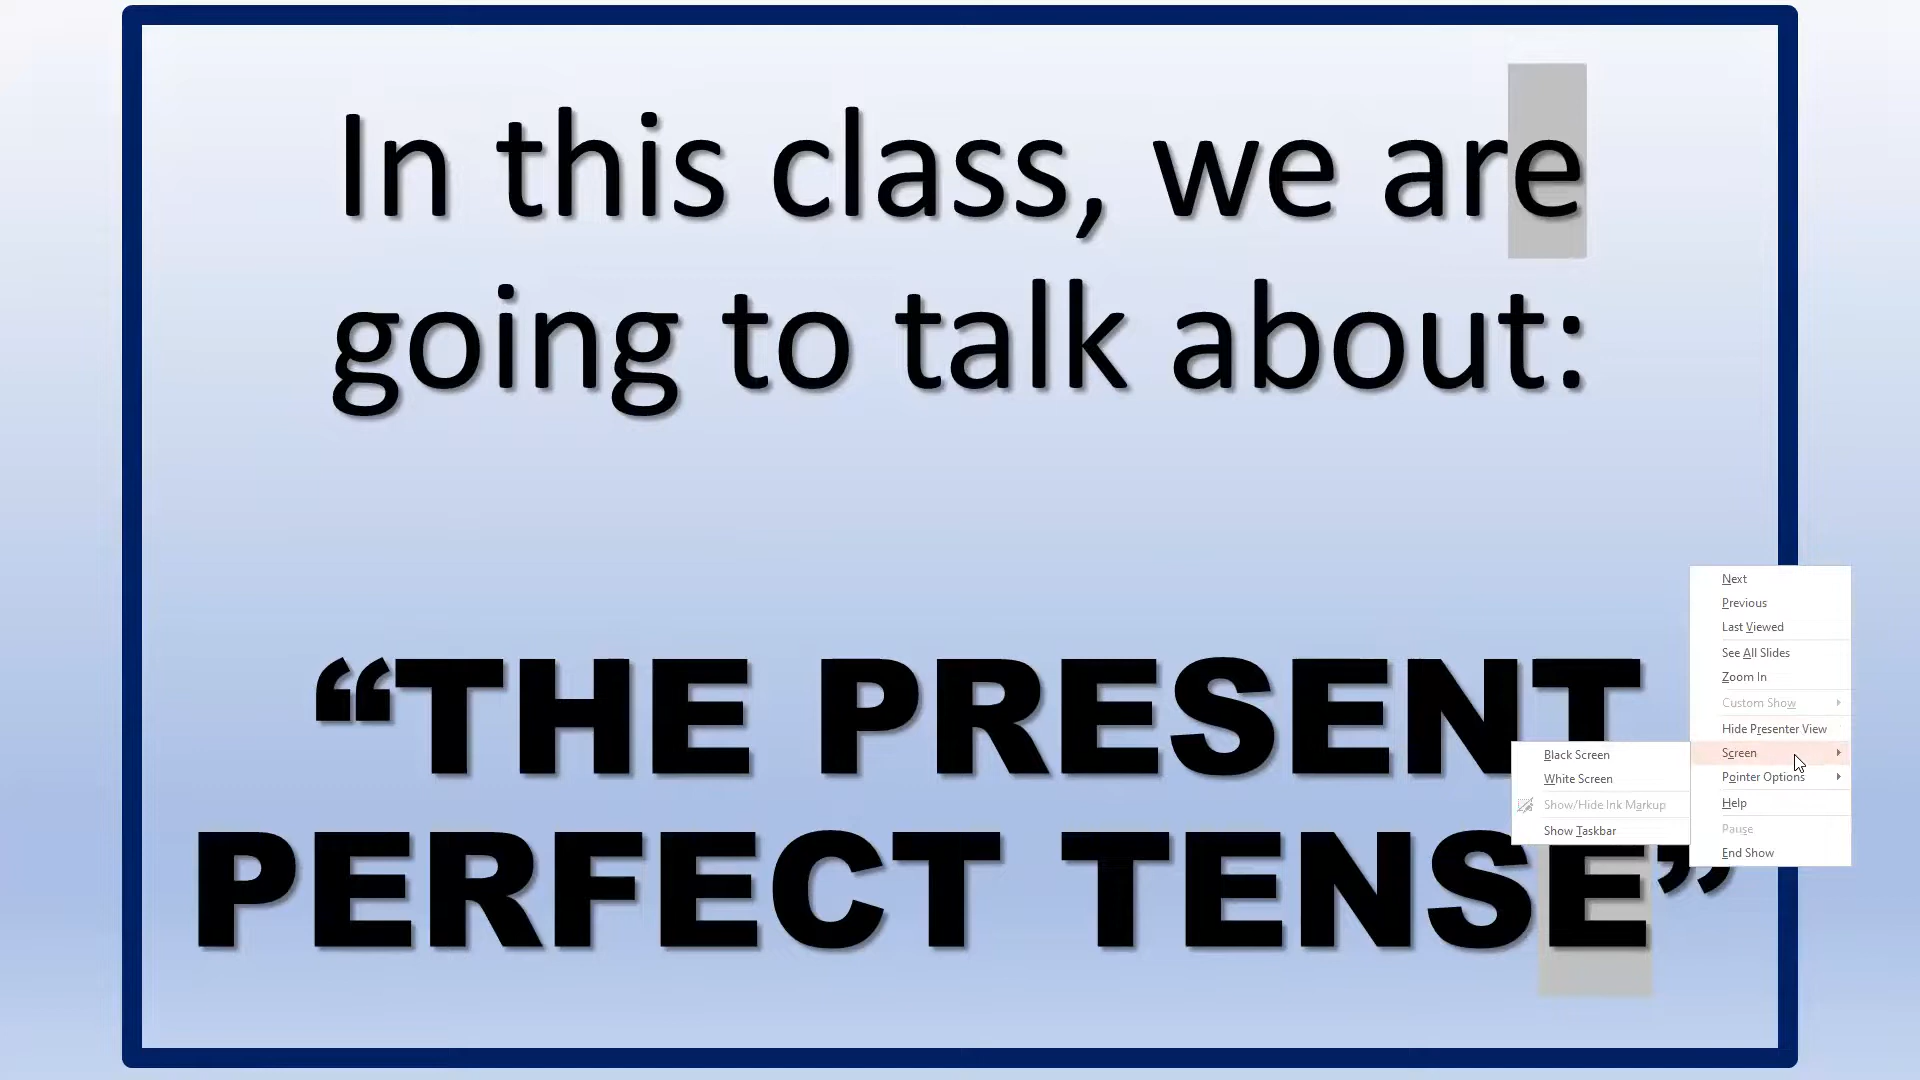 In this class, we are
going to talk about:
“THE PRESENT
PERFECT TENSE”
Next
Previous
Last Viewed
See All Slides
Zoom In
Custom Show
Hide Presenter View
Screen
Pointer Options
Help
Pause
End Show
Black Screen
White Screen
Show/Hide Ink Markup
Show Taskbar